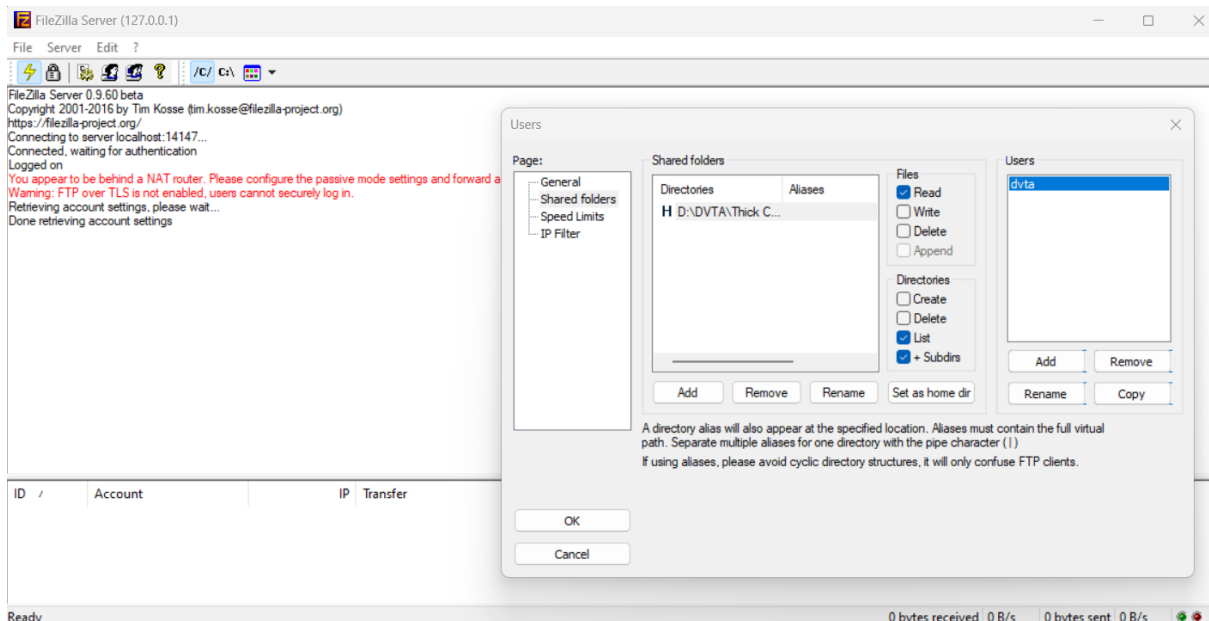 FileZilla Server (127.0.0.1)
File Server Edit ?
/C/ C:\
FileZilla Server 0.9.60 beta
Copyright 2001-2016 by Tim Kosse (tim.kosse@filezilla-project.org)
https://filezilla-project.org/
Connecting to server localhost:14147...
Connected, waiting for authentication
Logged on
You appear to be behind a NAT router. Please configure the passive mode settings and forward a
Warning: FTP over TLS is not enabled, users cannot securely log in.
Retrieving account settings, please wait...
Done retrieving account settings
ID / Account IP Transfer
Ready
0 bytes received 0 B/s 0 bytes sent 0 B/s
Users
Page:
General
Shared folders
Speed Limits
IP Filter
OK
Cancel
Shared folders
Directories Aliases
H D:\DVTA\Thick C...
Files
Read
Write
Delete
Append
Directories
Create
Delete
List
+ Subdirs
Add Remove Rename Set as home dir
Users
dvta
Add Remove
Rename Copy
A directory alias will also appear at the specified location. Aliases must contain the full virtual
path. Separate multiple aliases for one directory with the pipe character (|)
If using aliases, please avoid cyclic directory structures, it will only confuse FTP clients.